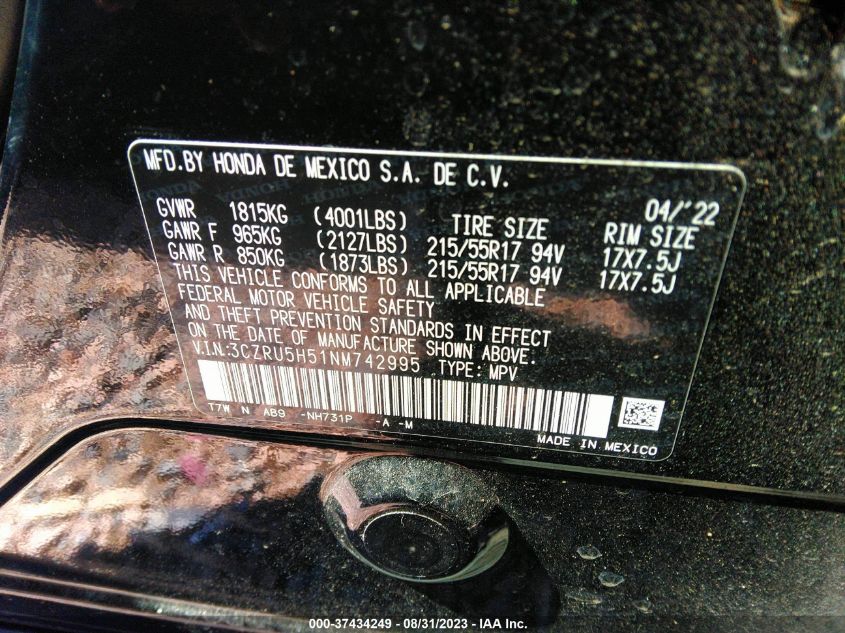 MFD.BY HONDA DE MEXICO S.A. DE C.V.
04/'22
GVWR 1815KG (4001LBS) TIRE SIZE RIM SIZE
GAWR F 965KG (2127LBS) 215/55R17 94V 17X7.5J
GAWR R 850KG (1873LBS) 215/55R17 94V 17X7.5J
THIS VEHICLE CONFORMS TO ALL APPLICABLE
FEDERAL MOTOR VEHICLE SAFETY
AND THEFT PREVENTION STANDARDS IN EFFECT
ON THE DATE OF MANUFACTURE SHOWN ABOVE.
V.I.N:3CZRU5H51NM742995 TYPE: MPV
T7W N AB9 -NH731P -A -M
MADE IN MEXICO
000-37434249 - 08/31/2023 - IAA Inc.